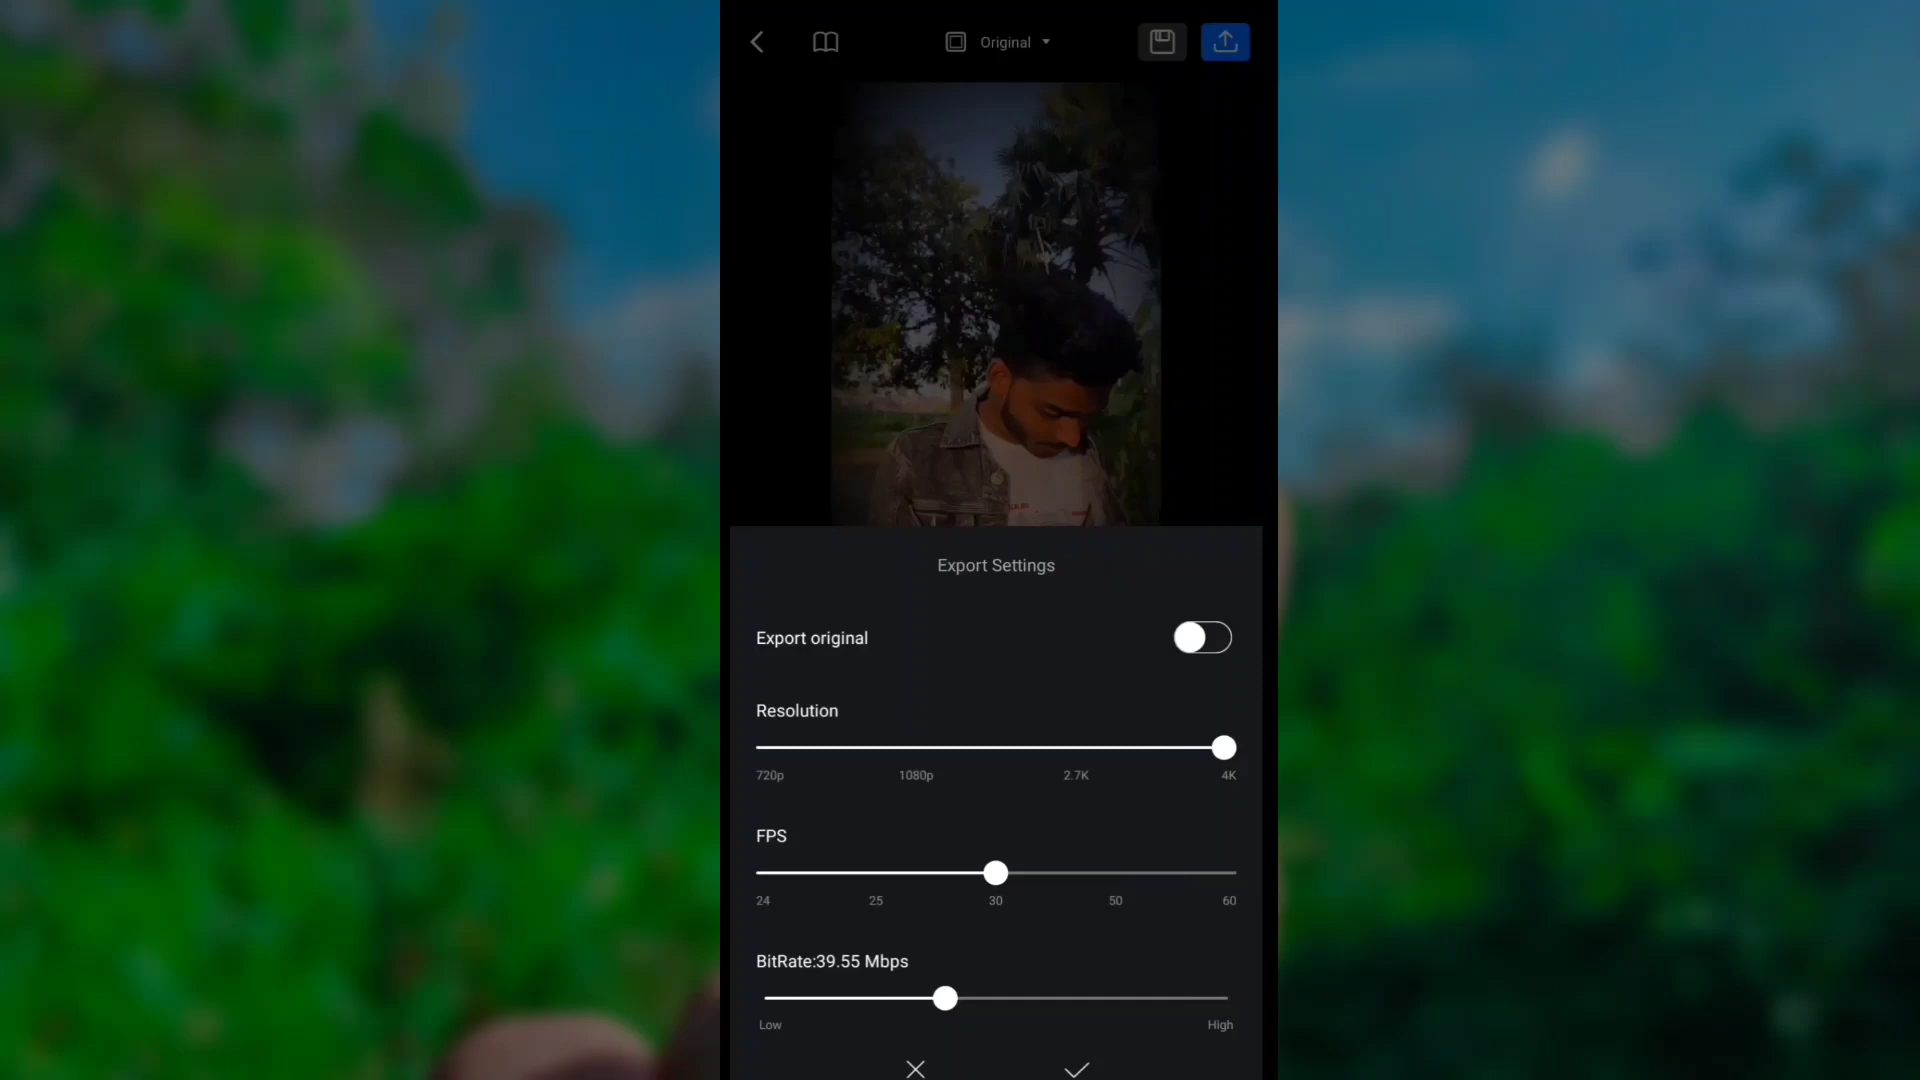 Original
Export Settings
Export original
Resolution
720p 1080p 2.7K 4K
FPS
24 25 30 50 60
BitRate:39.55 Mbps
Low High